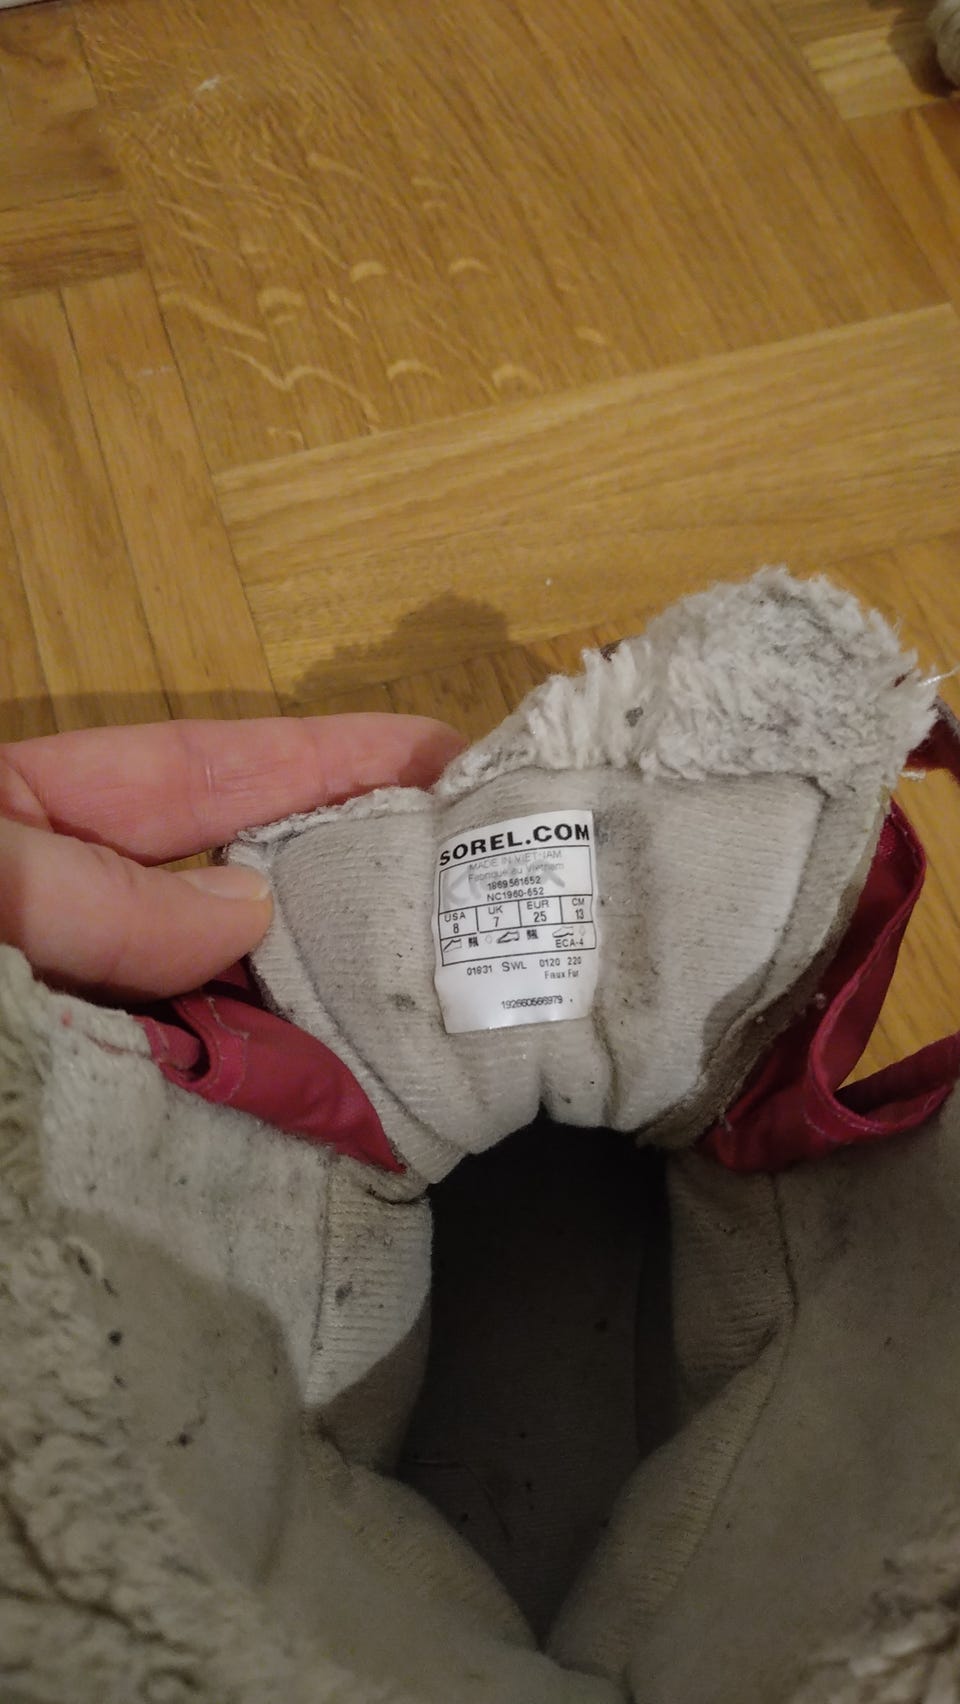 SOREL.COM
MADE IN VIETNAM
Fabriqué au Vietnam
1869561652
NC1960-652
USA UK EUR CM
8 7 25 13
ECA-4
01831 SWL 0120 220
Faux Fur
192660566979